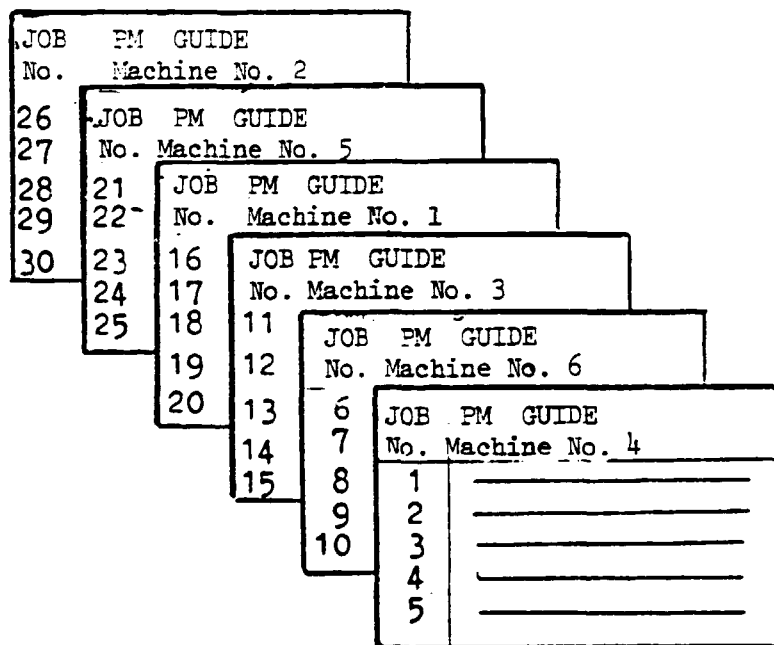 JOB PM GUIDE
No. Machine No. 2
26
27
28
29
30
JOB PM GUIDE
No. Machine No. 5
21
22
23
24
25
JOB PM GUIDE
No. Machine No. 1
16
17
18
19
20
JOB PM GUIDE
No. Machine No. 3
11
12
13
14
15
JOB PM GUIDE
No. Machine No. 6
6
7
8
9
10
JOB PM GUIDE
No. Machine No. 4
1
2
3
4
5